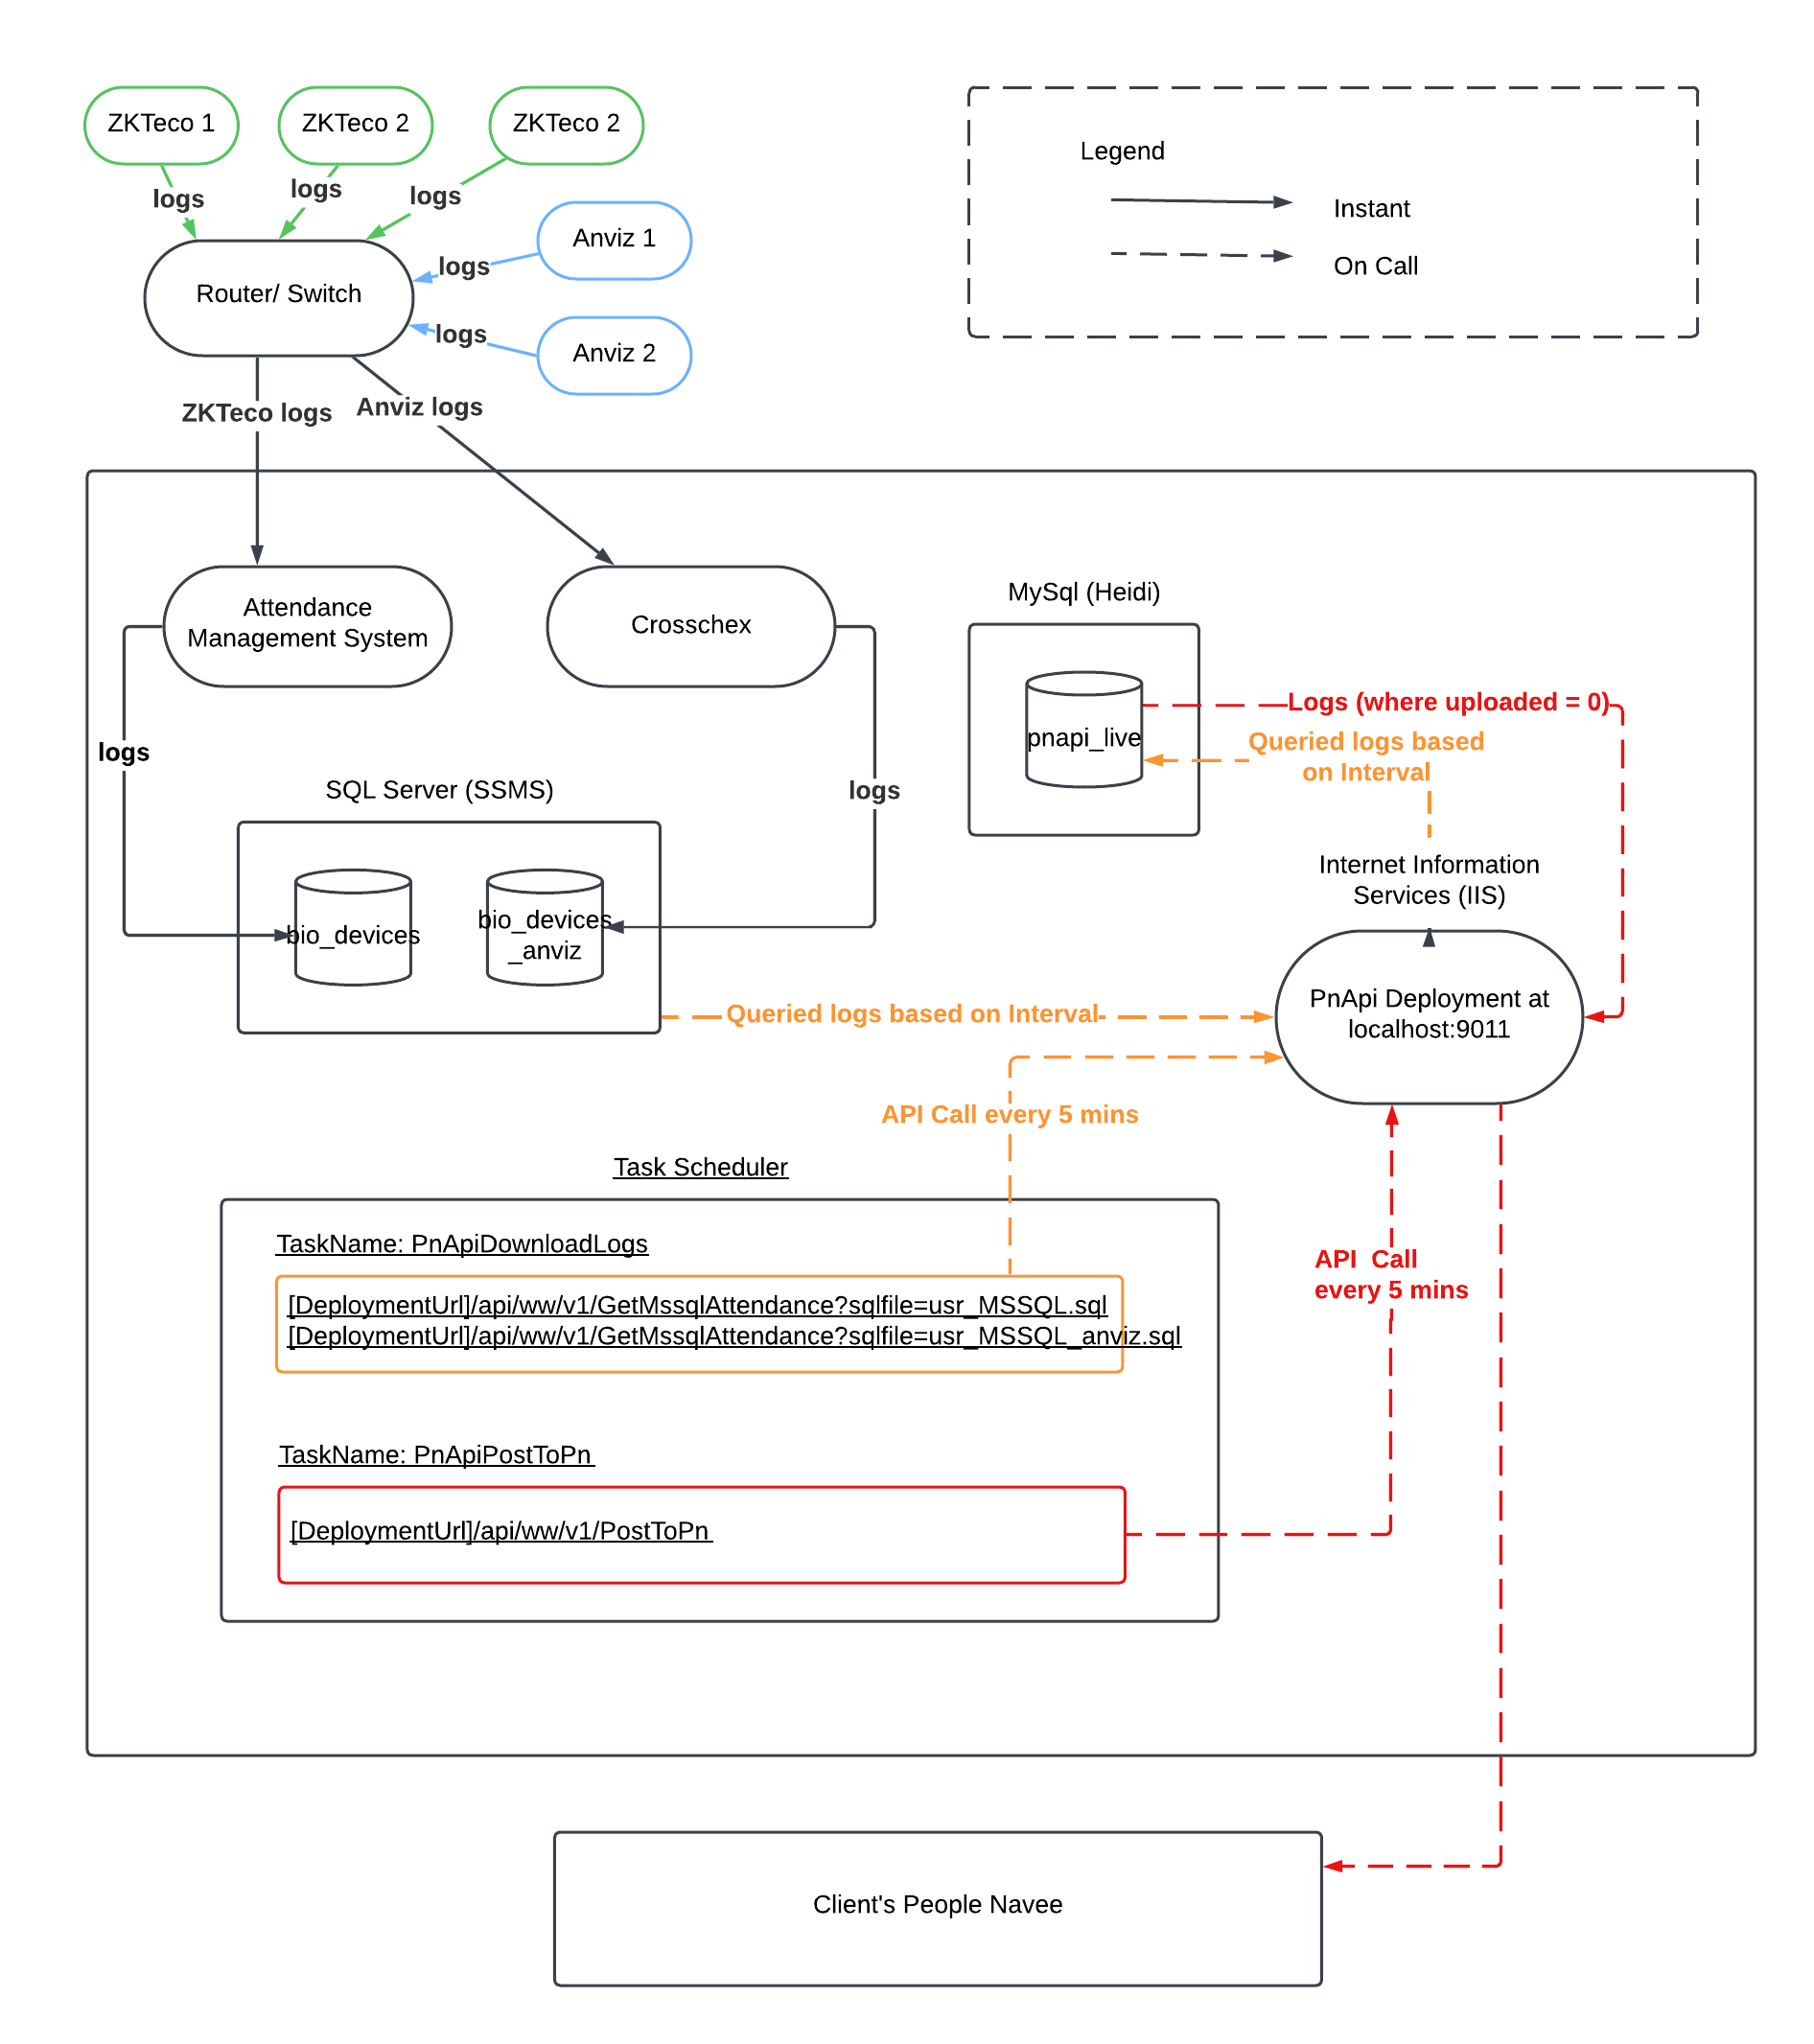 ZKTeco 1
ZKTeco 2
ZKTeco 2
logs
logs
logs
Anviz 1
logs
Router/ Switch
logs
Anviz 2
ZKTeco logs
Anviz logs
Legend
Instant
On Call
Attendance
Management System
Crosschex
MySql (Heidi)
pnapi_live
Logs (where uploaded = 0)
Queried logs based
on Interval
logs
logs
SQL Server (SSMS)
bio_devices
bio_devices
_anviz
Internet Information
Services (IIS)
PnApi Deployment at
localhost:9011
Queried logs based on Interval
API Call every 5 mins
Task Scheduler
TaskName: PnApiDownloadLogs
[DeploymentUrl]/api/ww/v1/GetMssqlAttendance?sqlfile=usr_MSSQL.sql
[DeploymentUrl]/api/ww/v1/GetMssqlAttendance?sqlfile=usr_MSSQL_anviz.sql
API  Call
every 5 mins
TaskName: PnApiPostToPn
[DeploymentUrl]/api/ww/v1/PostToPn
Client's People Navee